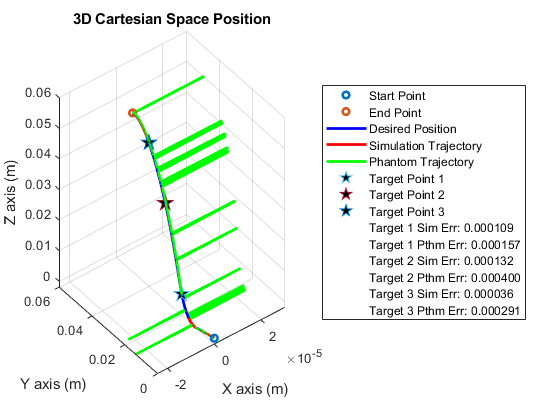 3D Cartesian Space Position
0.06
0.05
0.04
0.03
0.02
0.01
0
Z axis (m)
0.06
0.04
0.02
0
Y axis (m)
-2
0
2
×10^-5
X axis (m)
Start Point
End Point
Desired Position
Simulation Trajectory
Phantom Trajectory
Target Point 1
Target Point 2
Target Point 3
Target 1 Sim Err: 0.000109
Target 1 Pthm Err: 0.000157
Target 2 Sim Err: 0.000132
Target 2 Pthm Err: 0.000400
Target 3 Sim Err: 0.000036
Target 3 Pthm Err: 0.000291